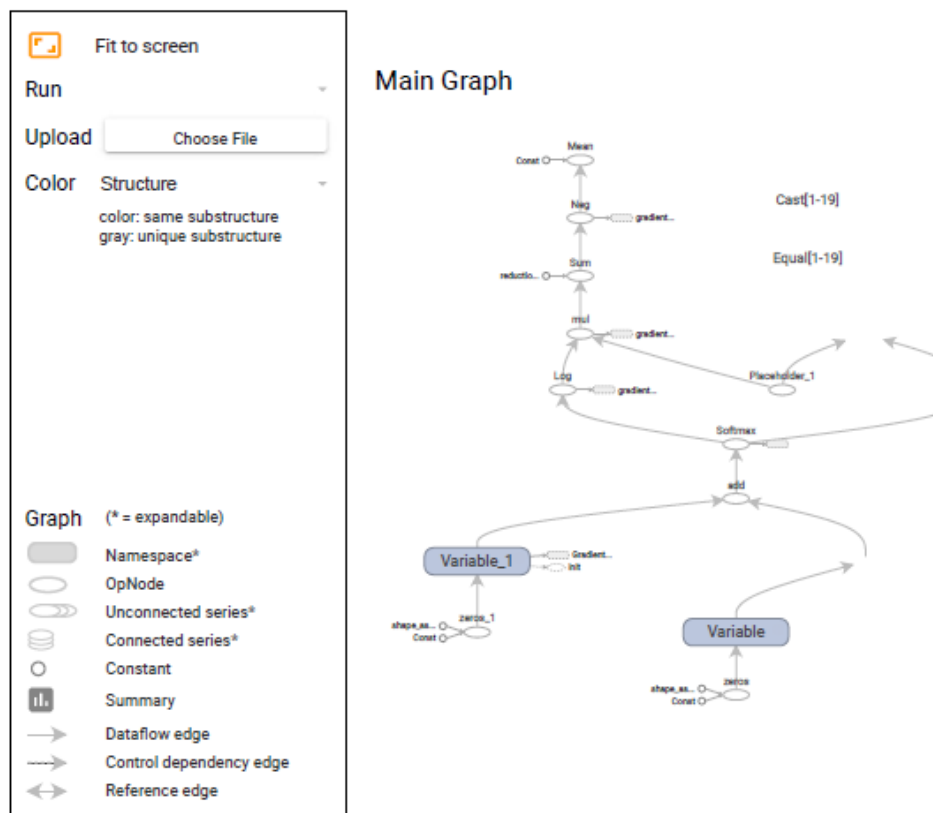 Fit to screen
Run
Upload
Choose File
Color
Structure
color: same substructure
gray: unique substructure
Graph
(* = expandable)
Namespace*
OpNode
Unconnected series*
Connected series*
Constant
Summary
Dataflow edge
Control dependency edge
Reference edge
Main Graph
Mean
Const
Cast[1-19]
Neg
gradient...
Equal[1-19]
Sum
reductio...
mul
gradient...
Log
gradient...
Placeholder_1
Softmax
add
Variable_1
Gradient...
init
shape_as...
zeros_1
Const
Variable
shape_as...
zeros
Const